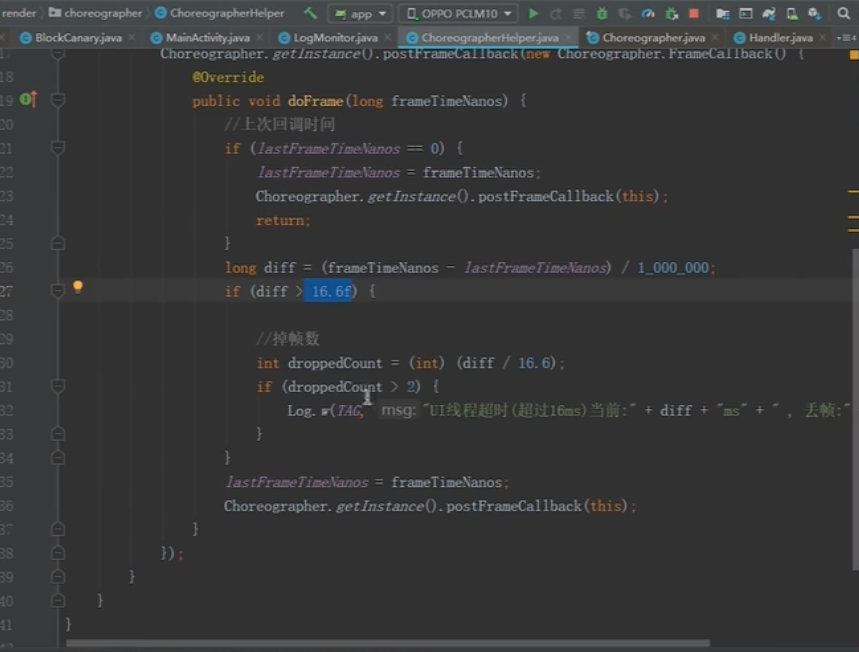 render choreographer ChoreographerHelper app OPPO PCLM10
BlockCanary.java MainActivity.java LogMonitor.java ChoreographerHelper.java Choreographer.java Handler.java
Choreographer.getInstance().postFrameCallback(new Choreographer.FrameCallback() {
18 @Override
19 public void doFrame(long frameTimeNanos) {
20 //上次回调时间
21 if (lastFrameTimeNanos == 0) {
22 lastFrameTimeNanos = frameTimeNanos;
23 Choreographer.getInstance().postFrameCallback(this);
24 return;
25 }
26 long diff = (frameTimeNanos - lastFrameTimeNanos) / 1_000_000;
27 if (diff > 16.6f) {
28
29 //掉帧数
30 int droppedCount = (int) (diff / 16.6);
31 if (droppedCount > 2) {
32 Log.w(TAG, msg: "UI线程超时(超过16ms)当前:" + diff + "ms" + " , 丢帧:"
33 }
34 }
35 lastFrameTimeNanos = frameTimeNanos;
36 Choreographer.getInstance().postFrameCallback(this);
37 }
38 });
39 }
40 }
41 }